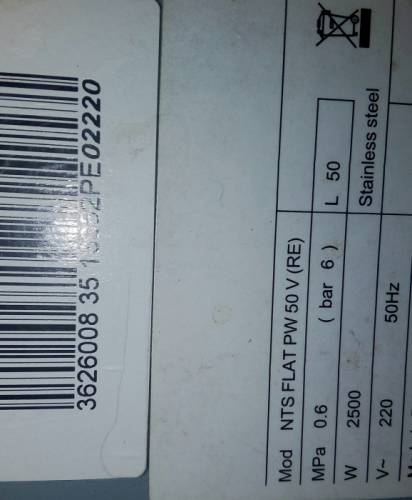 3626008 35 02220
Mod NTS FLAT PW 50 V (RE)
MPa 0.6 ( bar 6 ) L 50
W 2500 Stainless steel
V~ 220 50Hz